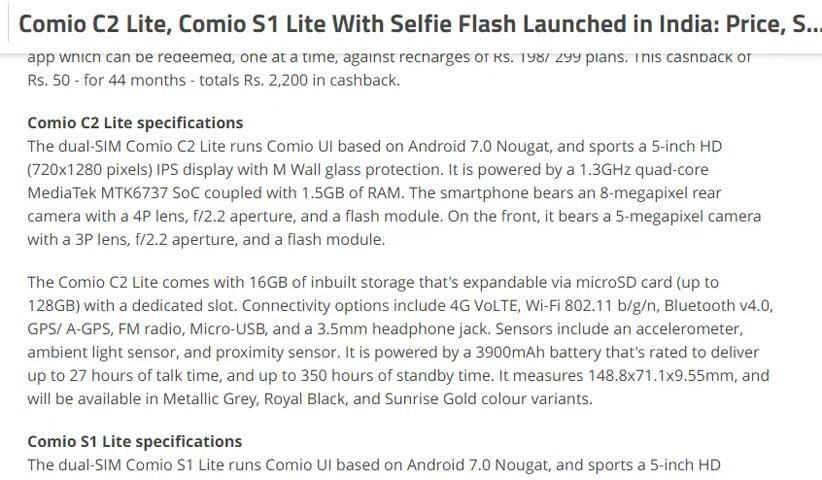 Comio C2 Lite, Comio S1 Lite With Selfie Flash Launched in India: Price, S...
app which can be redeemed, one at a time, against recharges of Rs. 198/ 299 plans. This cashback of
Rs. 50 - for 44 months - totals Rs. 2,200 in cashback.
Comio C2 Lite specifications
The dual-SIM Comio C2 Lite runs Comio UI based on Android 7.0 Nougat, and sports a 5-inch HD
(720x1280 pixels) IPS display with M Wall glass protection. It is powered by a 1.3GHz quad-core
MediaTek MTK6737 SoC coupled with 1.5GB of RAM. The smartphone bears an 8-megapixel rear
camera with a 4P lens, f/2.2 aperture, and a flash module. On the front, it bears a 5-megapixel camera
with a 3P lens, f/2.2 aperture, and a flash module.
The Comio C2 Lite comes with 16GB of inbuilt storage that's expandable via microSD card (up to
128GB) with a dedicated slot. Connectivity options include 4G VoLTE, Wi-Fi 802.11 b/g/n, Bluetooth v4.0,
GPS/ A-GPS, FM radio, Micro-USB, and a 3.5mm headphone jack. Sensors include an accelerometer,
ambient light sensor, and proximity sensor. It is powered by a 3900mAh battery that's rated to deliver
up to 27 hours of talk time, and up to 350 hours of standby time. It measures 148.8x71.1x9.55mm, and
will be available in Metallic Grey, Royal Black, and Sunrise Gold colour variants.
Comio S1 Lite specifications
The dual-SIM Comio S1 Lite runs Comio UI based on Android 7.0 Nougat, and sports a 5-inch HD